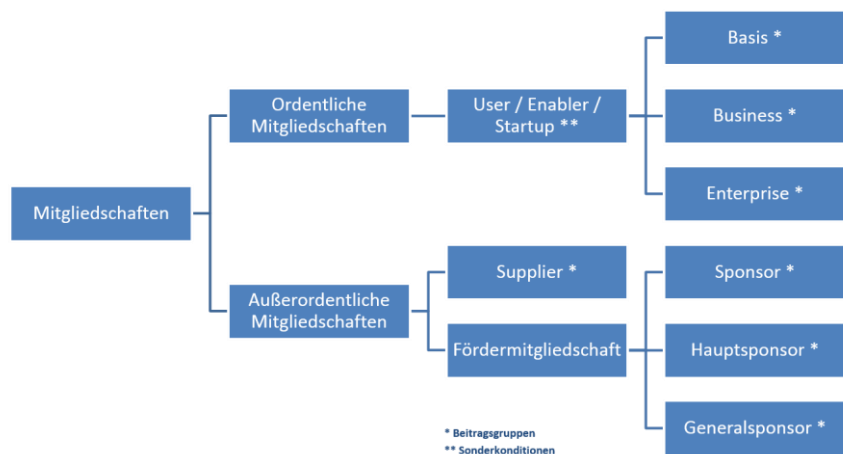 Mitgliedschaften
Ordentliche
Mitgliedschaften
User / Enabler /
Startup **
Basis *
Business *
Enterprise *
Außerordentliche
Mitgliedschaften
Supplier *
Fördermitgliedschaft
Sponsor *
Hauptsponsor *
Generalsponsor *
* Beitragsgruppen
** Sonderkonditionen